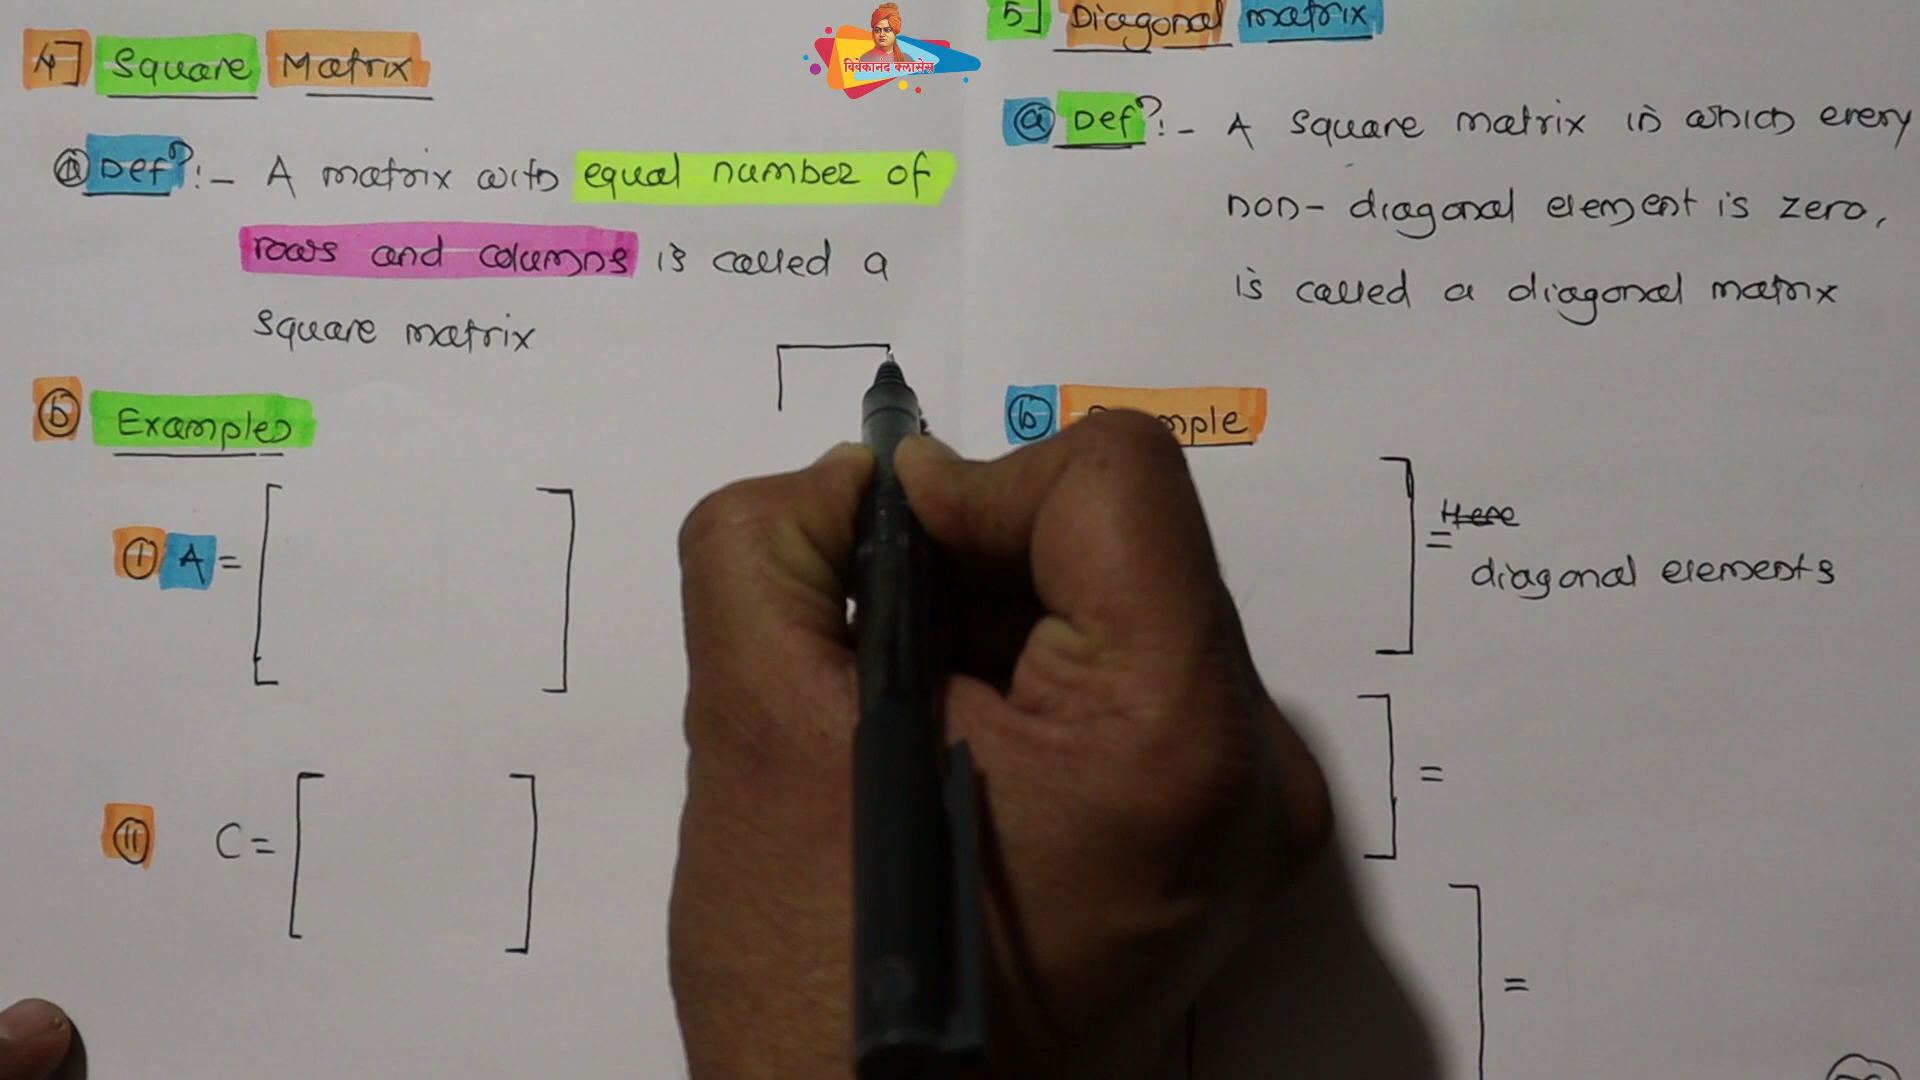 4] Square Matrix
ⓐ Def?:- A matrix with equal number of
rows and columns is called a
square matrix
ⓑ Examples
ⓘ A = [ ]
ⓘⓘ C = [ ]
विवेकानंद क्लासेस
5] Diagonal matrix
ⓐ Def?:- A square matrix in which every
non-diagonal element is zero,
is called a diagonal matrix
ⓑ
] = Here
diagonal elements
] =
] =